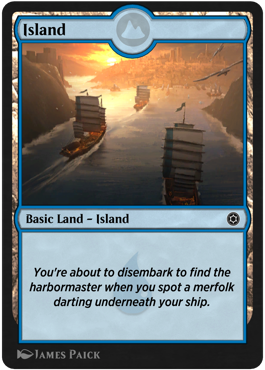 Island
Basic Land – Island
You're about to disembark to find the
harbormaster when you spot a merfolk
darting underneath your ship.
James Paick